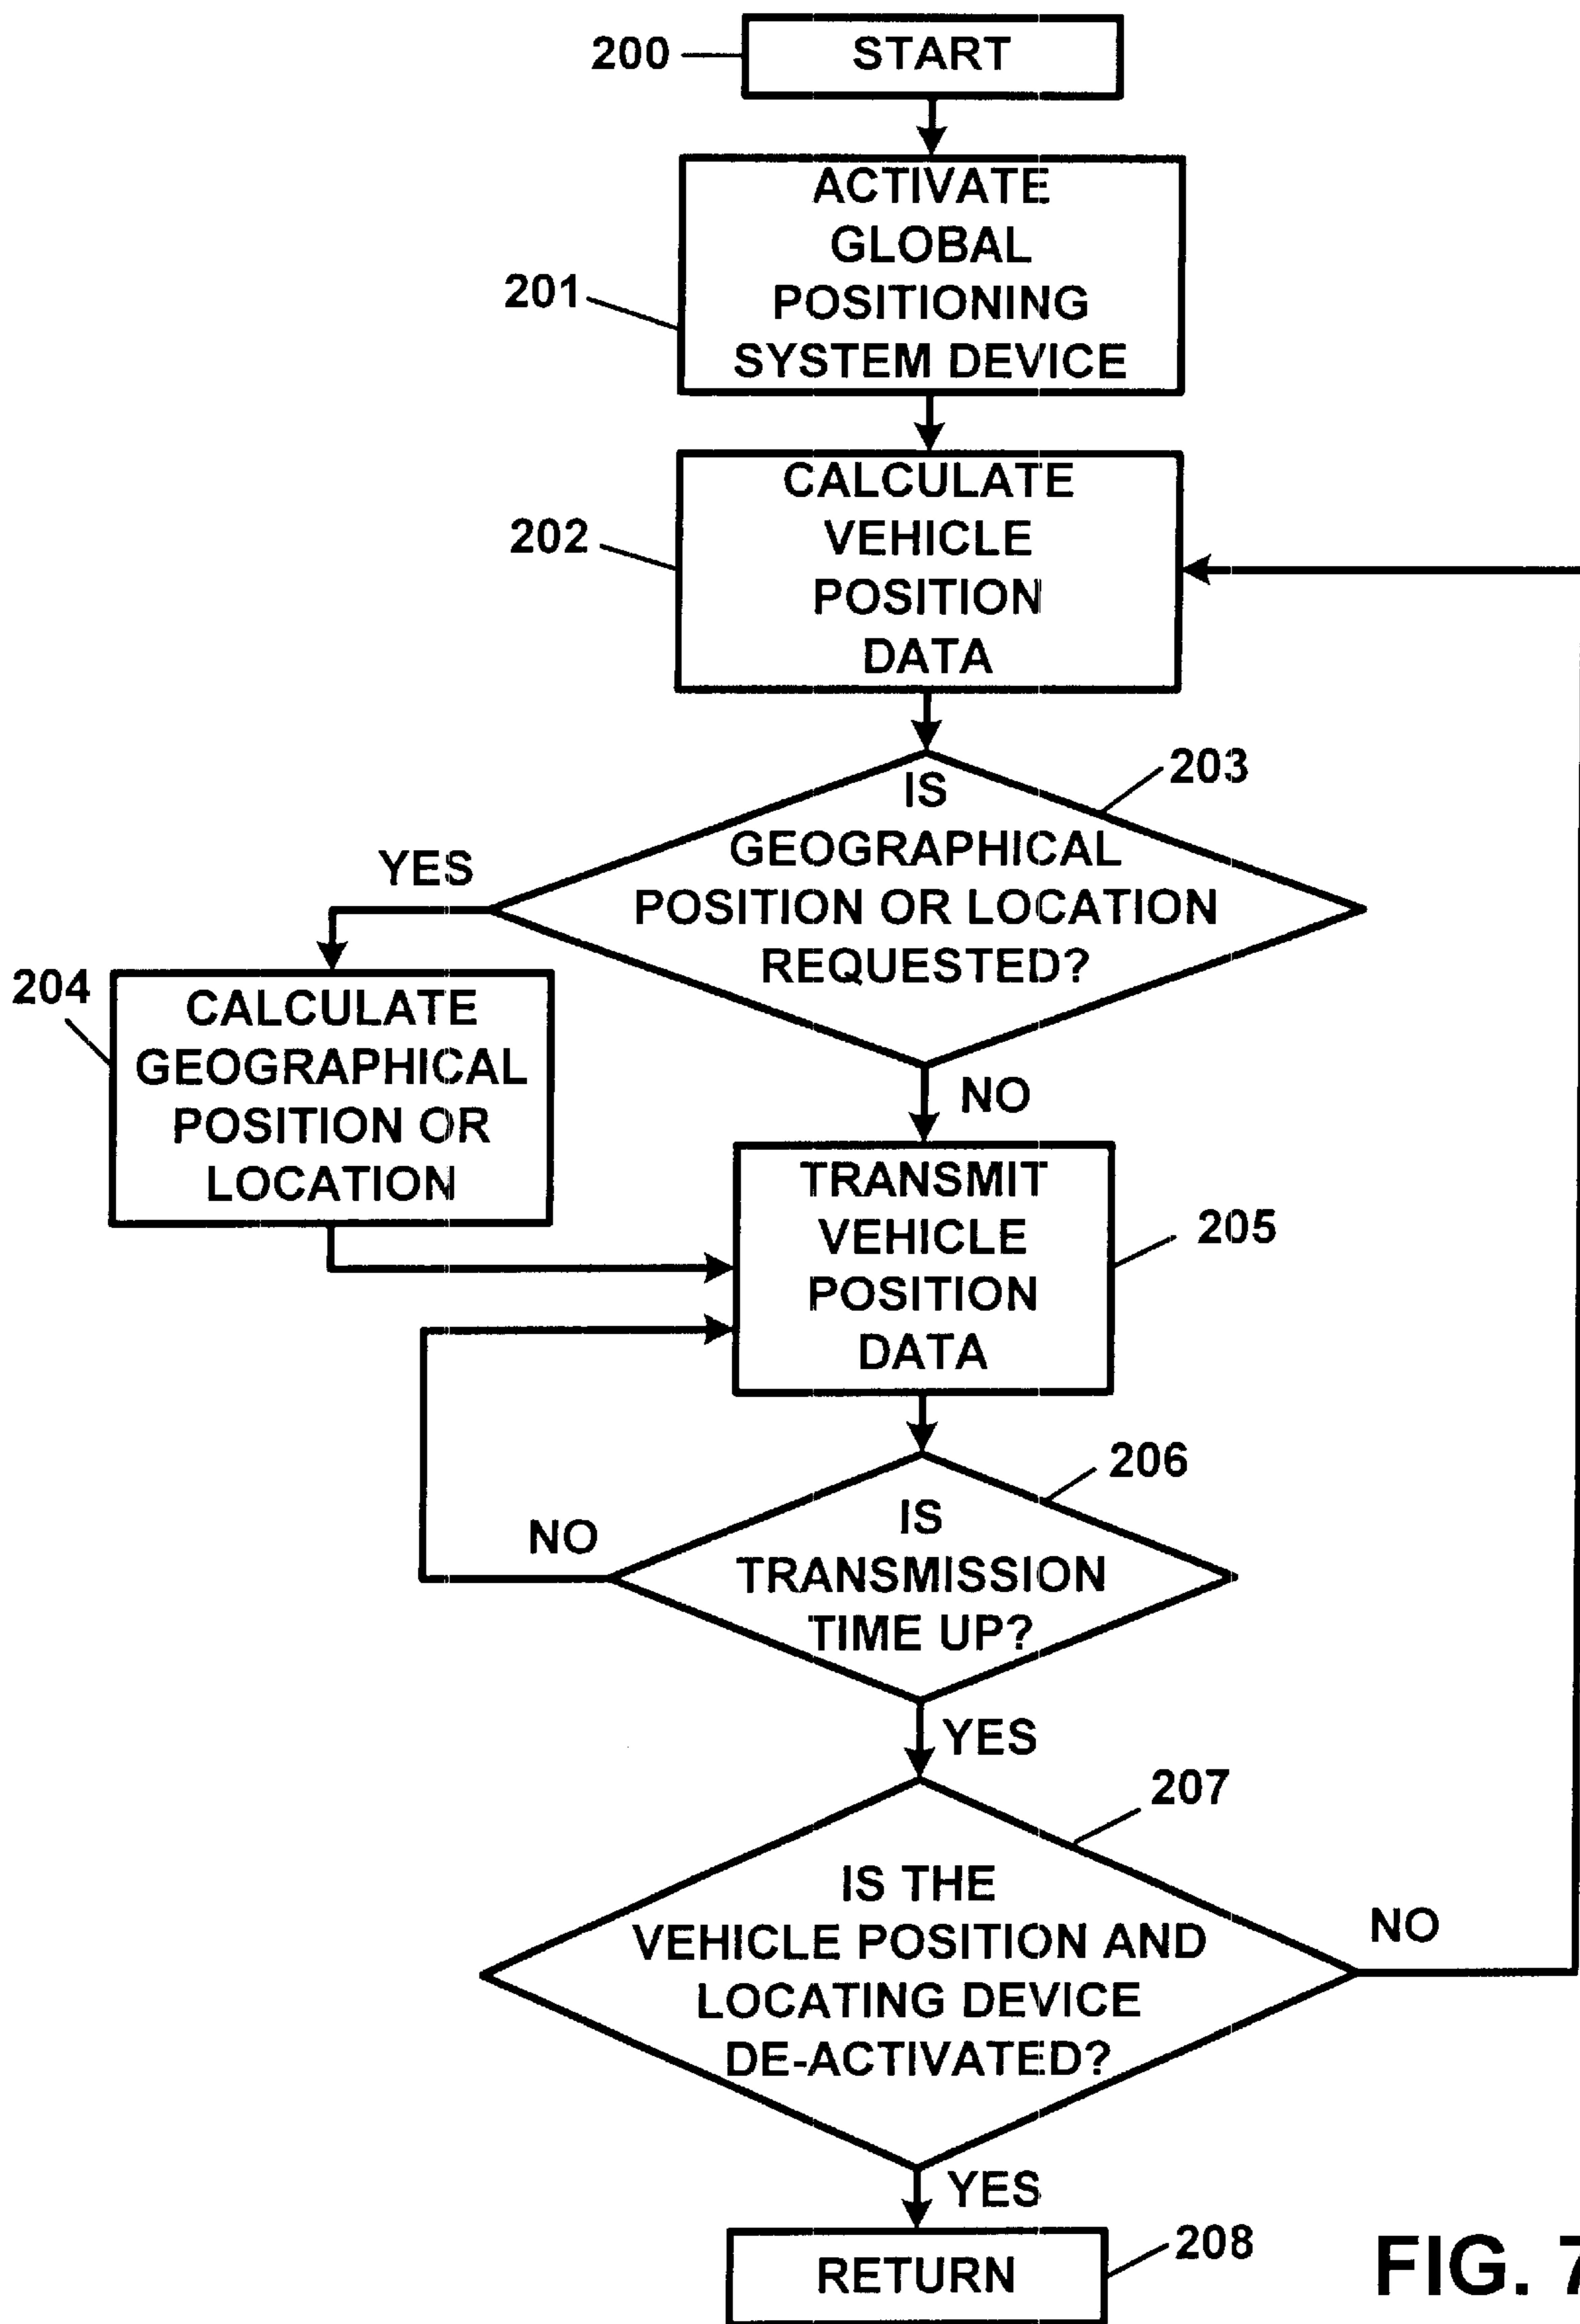 200
START
ACTIVATE
GLOBAL
POSITIONING
SYSTEM DEVICE
201
CALCULATE
VEHICLE
POSITION
DATA
202
203
IS
GEOGRAPHICAL
POSITION OR LOCATION
REQUESTED?
YES
204
CALCULATE
GEOGRAPHICAL
POSITION OR
LOCATION
NO
TRANSMIT
VEHICLE
POSITION
DATA
205
206
IS
TRANSMISSION
TIME UP?
NO
YES
207
IS THE
VEHICLE POSITION AND
LOCATING DEVICE
DE-ACTIVATED?
NO
YES
RETURN
208
FIG. 7